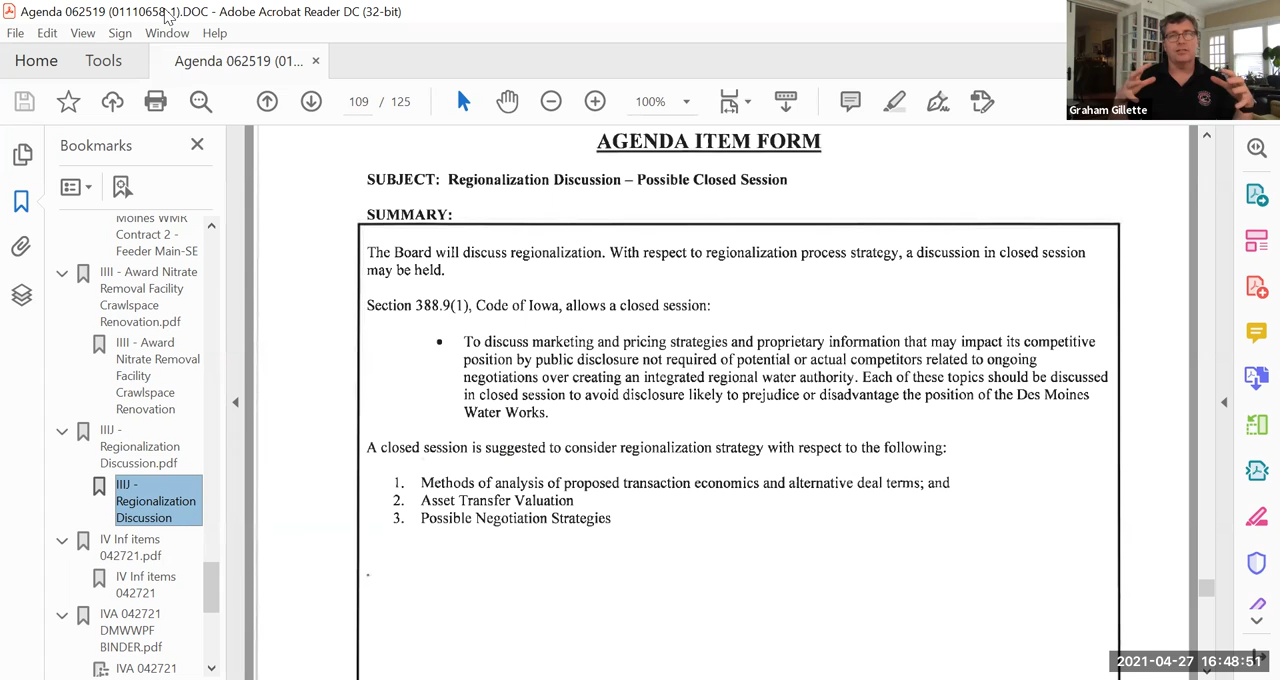 Agenda 062519 (01110658_1).DOC - Adobe Acrobat Reader DC (32-bit)
File Edit View Sign Window Help
Home Tools Agenda 062519 (01... ×
109 / 125 100%
Graham Gillette
Bookmarks
Moines WMR
Contract 2 -
Feeder Main-SE
IIII - Award Nitrate
Removal Facility
Crawlspace
Renovation.pdf
IIII - Award
Nitrate Removal
Facility
Crawlspace
Renovation
IIIJ -
Regionalization
Discussion.pdf
IIIJ -
Regionalization
Discussion
IV Inf items
042721.pdf
IV Inf items
042721
IVA 042721
DMWWPF
BINDER.pdf
IVA 042721
AGENDA ITEM FORM
SUBJECT: Regionalization Discussion – Possible Closed Session
SUMMARY:
The Board will discuss regionalization. With respect to regionalization process strategy, a discussion in closed session
may be held.
Section 388.9(1), Code of Iowa, allows a closed session:
• To discuss marketing and pricing strategies and proprietary information that may impact its competitive
position by public disclosure not required of potential or actual competitors related to ongoing
negotiations over creating an integrated regional water authority. Each of these topics should be discussed
in closed session to avoid disclosure likely to prejudice or disadvantage the position of the Des Moines
Water Works.
A closed session is suggested to consider regionalization strategy with respect to the following:
1. Methods of analysis of proposed transaction economics and alternative deal terms; and
2. Asset Transfer Valuation
3. Possible Negotiation Strategies
2021-04-27 16:48:51